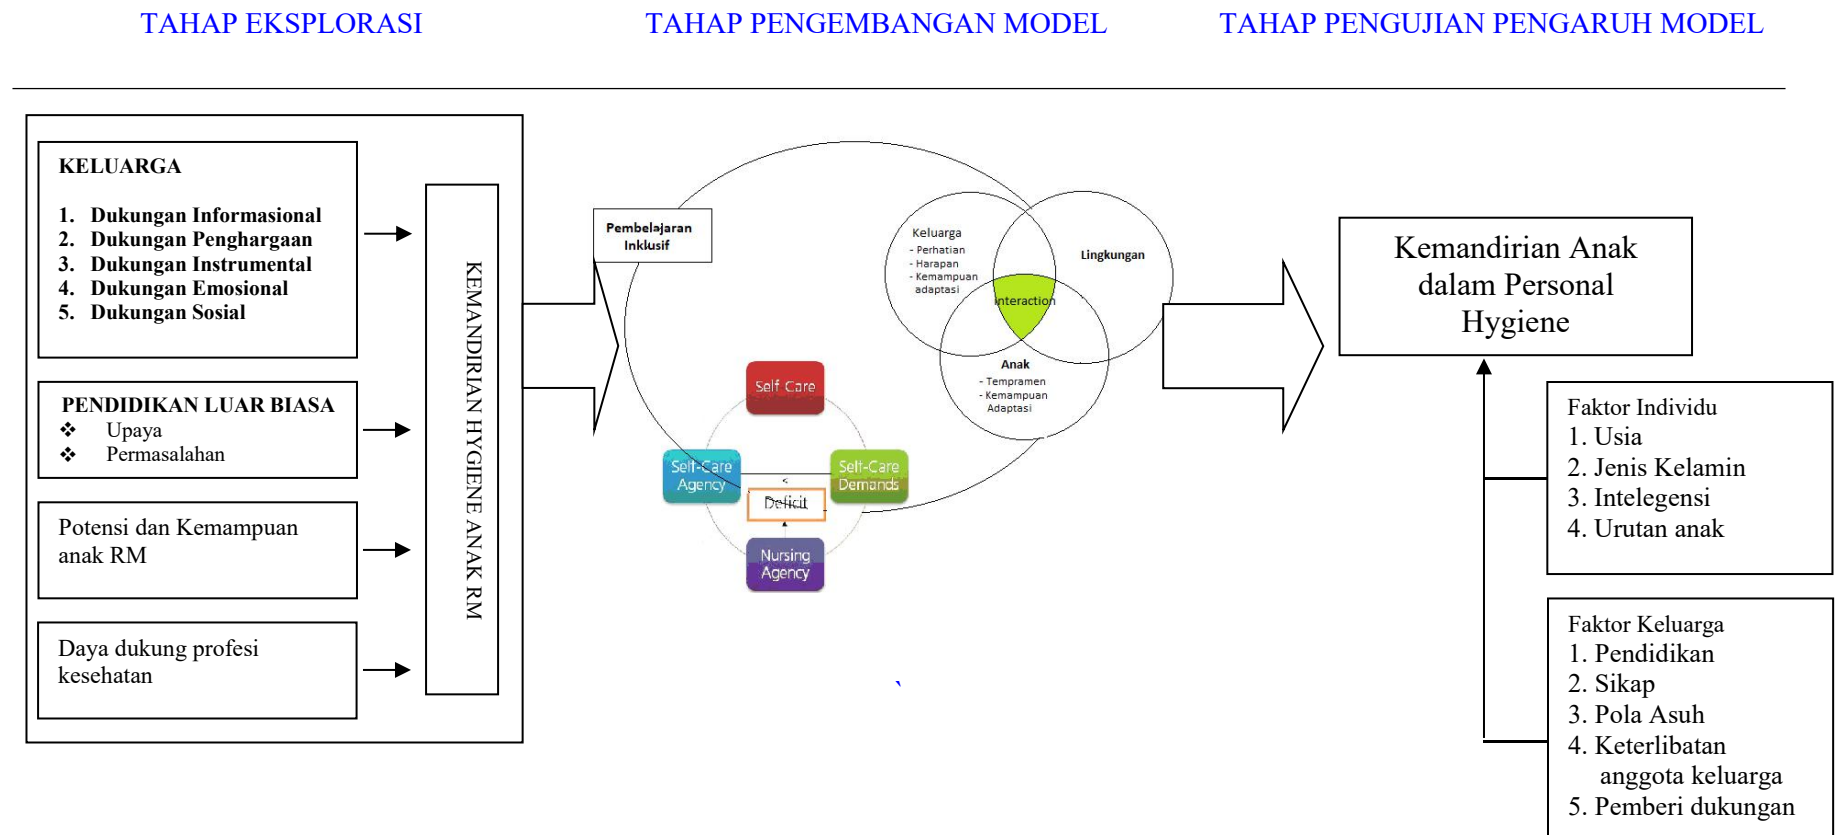 TAHAP EKSPLORASI
TAHAP PENGEMBANGAN MODEL
TAHAP PENGUJIAN PENGARUH MODEL
KELUARGA
1. Dukungan Informasional
2. Dukungan Penghargaan
3. Dukungan Instrumental
4. Dukungan Emosional
5. Dukungan Sosial
PENDIDIKAN LUAR BIASA
❖ Upaya
❖ Permasalahan
Potensi dan Kemampuan
anak RM
Daya dukung profesi
kesehatan
KEMANDIRIAN HYGIENE ANAK RM
Pembelajaran
Inklusif
Keluarga
- Perhatian
- Harapan
- Kemampuan
adaptasi
Lingkungan
interaction
Anak
- Tempramen
- Kemampuan
Adaptasi
Self Care
Self-Care
Agency
Self-Care
Demands
<
Deficit
Nursing
Agency
`
Kemandirian Anak
dalam Personal
Hygiene
Faktor Individu
1. Usia
2. Jenis Kelamin
3. Intelegensi
4. Urutan anak
Faktor Keluarga
1. Pendidikan
2. Sikap
3. Pola Asuh
4. Keterlibatan
anggota keluarga
5. Pemberi dukungan